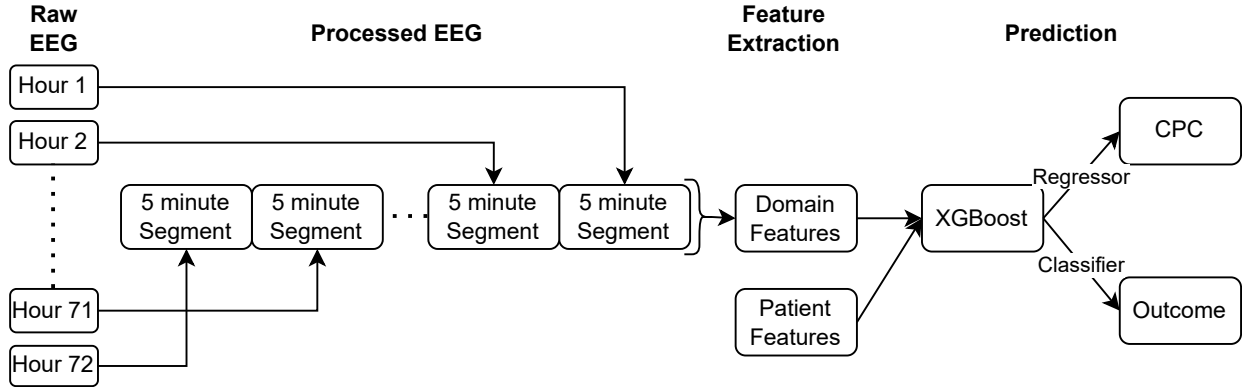 Raw
EEG
Processed EEG
Feature
Extraction
Prediction
Hour 1
Hour 2
Hour 71
Hour 72
5 minute
Segment
5 minute
Segment
5 minute
Segment
5 minute
Segment
Domain
Features
Patient
Features
XGBoost
Regressor
Classifier
CPC
Outcome